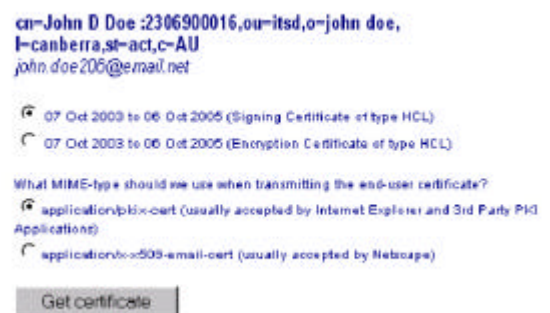 cn=John D Doe :2306900016,ou=itsd,o=john doe,
l=canberra,st=act,c=AU
john.doe206@email.net
07 Oct 2003 to 06 Oct 2005 (Signing Certificate of type HCL)
07 Oct 2003 to 06 Oct 2005 (Encryption Certificate of type HCL)
What MIME-type should we use when transmitting the end-user certificate?
application/pkix-cert (usually accepted by Internet Explorer and 3rd Party PKI
Applications)
application/x-x509-email-cert (usually accepted by Netscape)
Get certificate